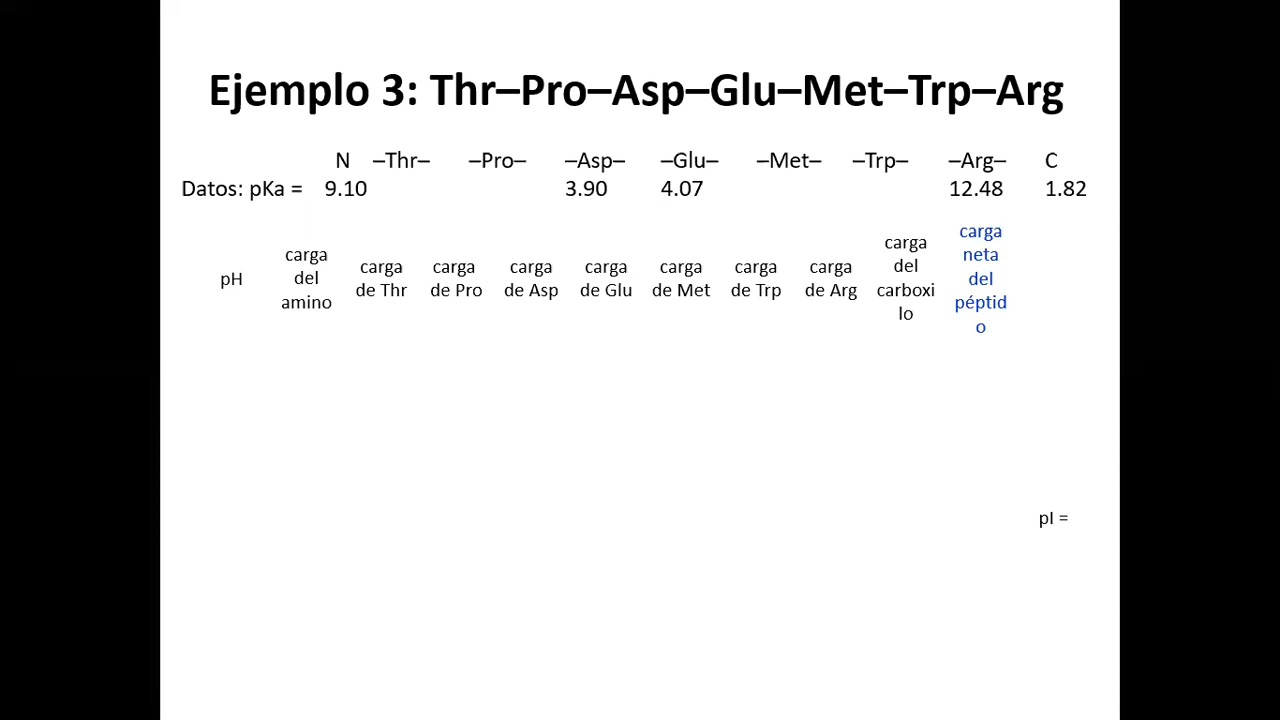 Ejemplo 3: Thr–Pro–Asp–Glu–Met–Trp–Arg
N –Thr– –Pro– –Asp– –Glu– –Met– –Trp– –Arg– C
Datos: pKa = 9.10 3.90 4.07 12.48 1.82
pH
carga
del
amino
carga
de Thr
carga
de Pro
carga
de Asp
carga
de Glu
carga
de Met
carga
de Trp
carga
de Arg
carga
del
carboxi
lo
carga
neta
del
péptid
o
pI =